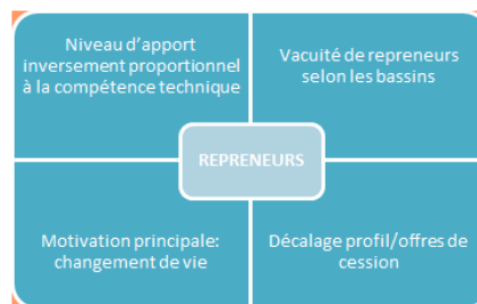 Niveau d'apport
inversement proportionnel
à la compétence technique
Vacuité de repreneurs
selon les bassins
REPRENEURS
Motivation principale:
changement de vie
Décalage profil/offres de
cession